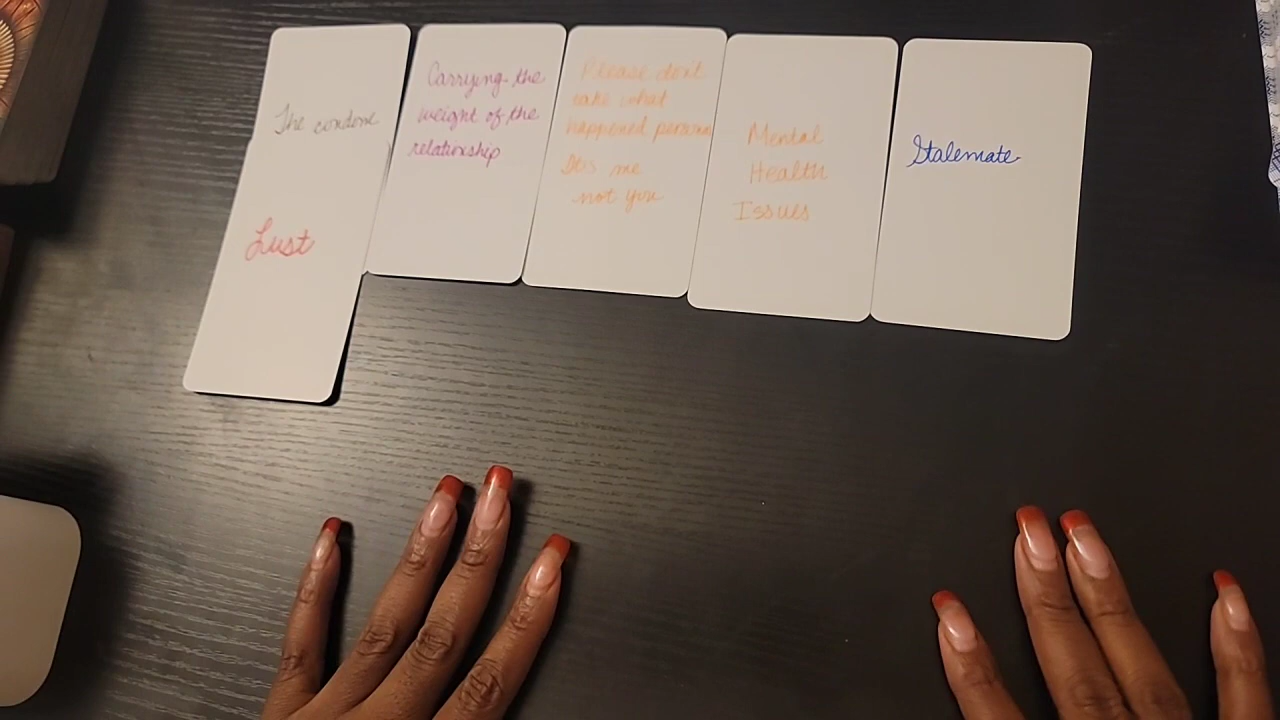 The condom
Lust
Carrying the
weight of the
relationship
Please don't
take what
happened personal
Its me
not you
Mental
Health
Issues
Stalemate